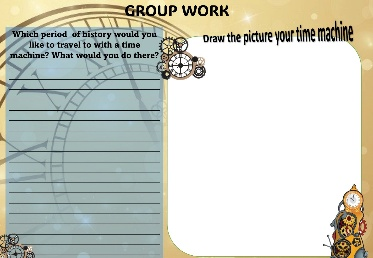 GROUP WORK
Which period of history would you
like to travel to with a time
machine? What would you do there?
Draw the picture your time machine